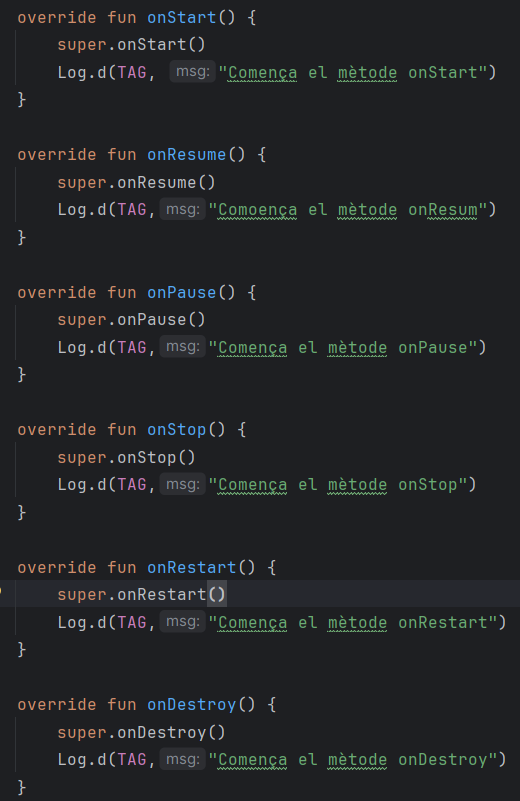 override fun onStart() {
super.onStart()
Log.d(TAG, msg: "Comença el mètode onStart")
}
override fun onResume() {
super.onResume()
Log.d(TAG, msg: "Comoença el mètode onResum")
}
override fun onPause() {
super.onPause()
Log.d(TAG, msg: "Comença el mètode onPause")
}
override fun onStop() {
super.onStop()
Log.d(TAG, msg: "Comença el mètode onStop")
}
override fun onRestart() {
super.onRestart()
Log.d(TAG, msg: "Comença el mètode onRestart")
}
override fun onDestroy() {
super.onDestroy()
Log.d(TAG, msg: "Comença el mètode onDestroy")
}